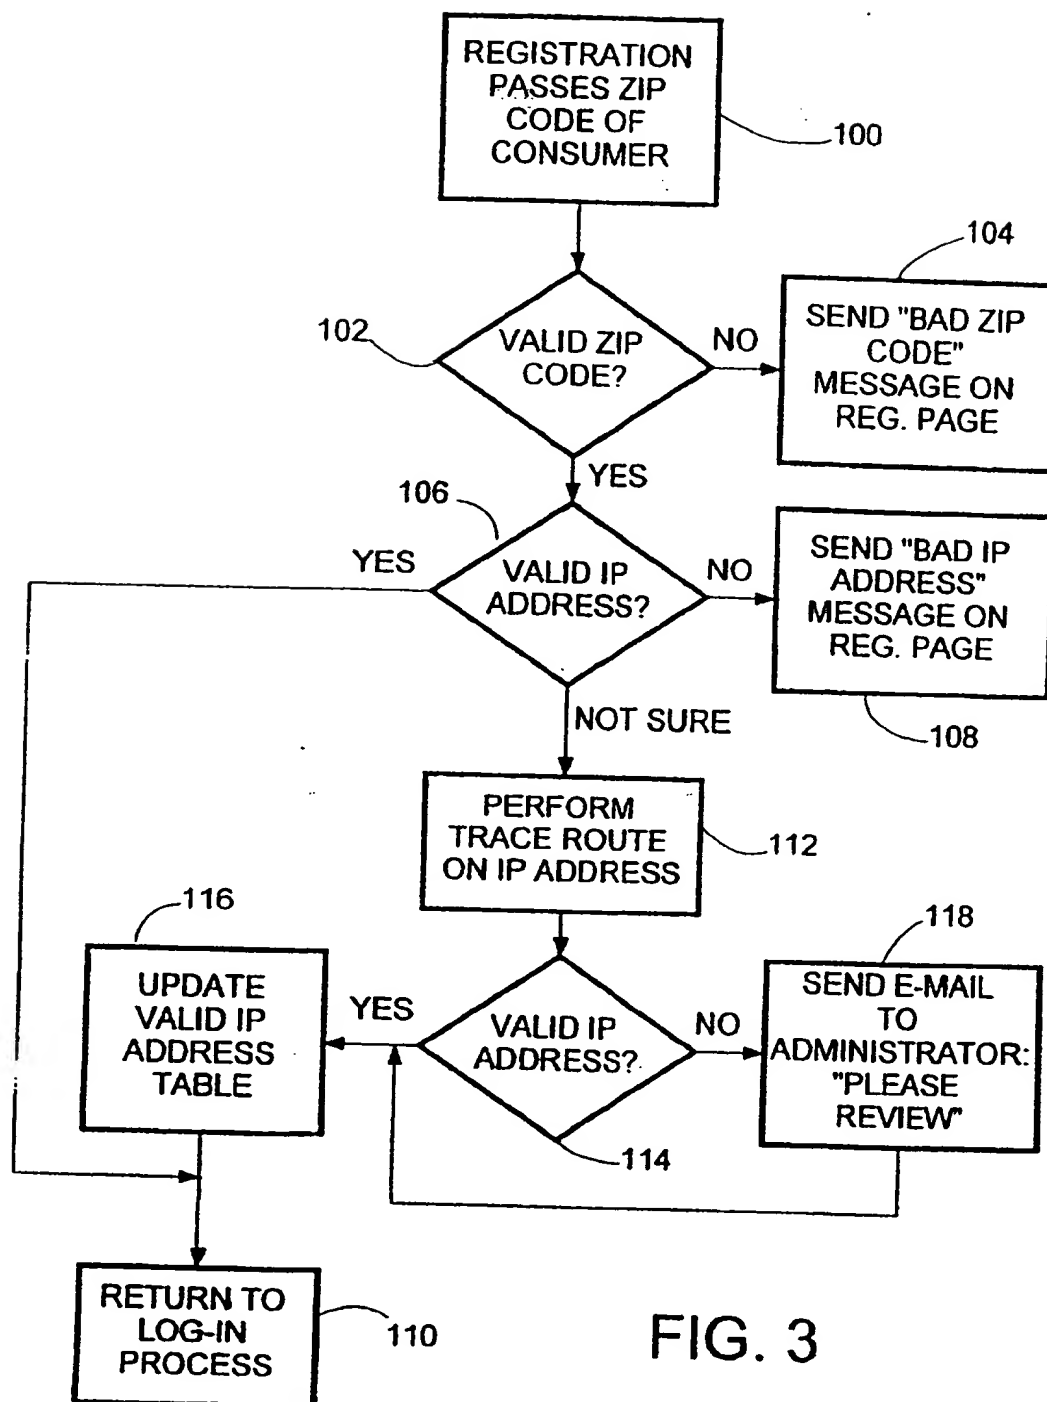 REGISTRATION
PASSES ZIP
CODE OF
CONSUMER
100
104
102
VALID ZIP
CODE?
NO
SEND "BAD ZIP
CODE"
MESSAGE ON
REG. PAGE
YES
106
YES
VALID IP
ADDRESS?
NO
SEND "BAD IP
ADDRESS"
MESSAGE ON
REG. PAGE
108
NOT SURE
PERFORM
TRACE ROUTE
ON IP ADDRESS
112
116
118
UPDATE
VALID IP
ADDRESS
TABLE
YES
VALID IP
ADDRESS?
NO
SEND E-MAIL
TO
ADMINISTRATOR:
"PLEASE
REVIEW"
114
RETURN TO
LOG-IN
PROCESS
110
FIG. 3